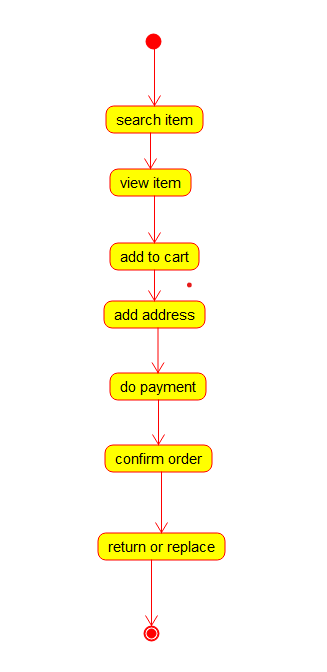 search item
view item
add to cart
add address
do payment
confirm order
return or replace